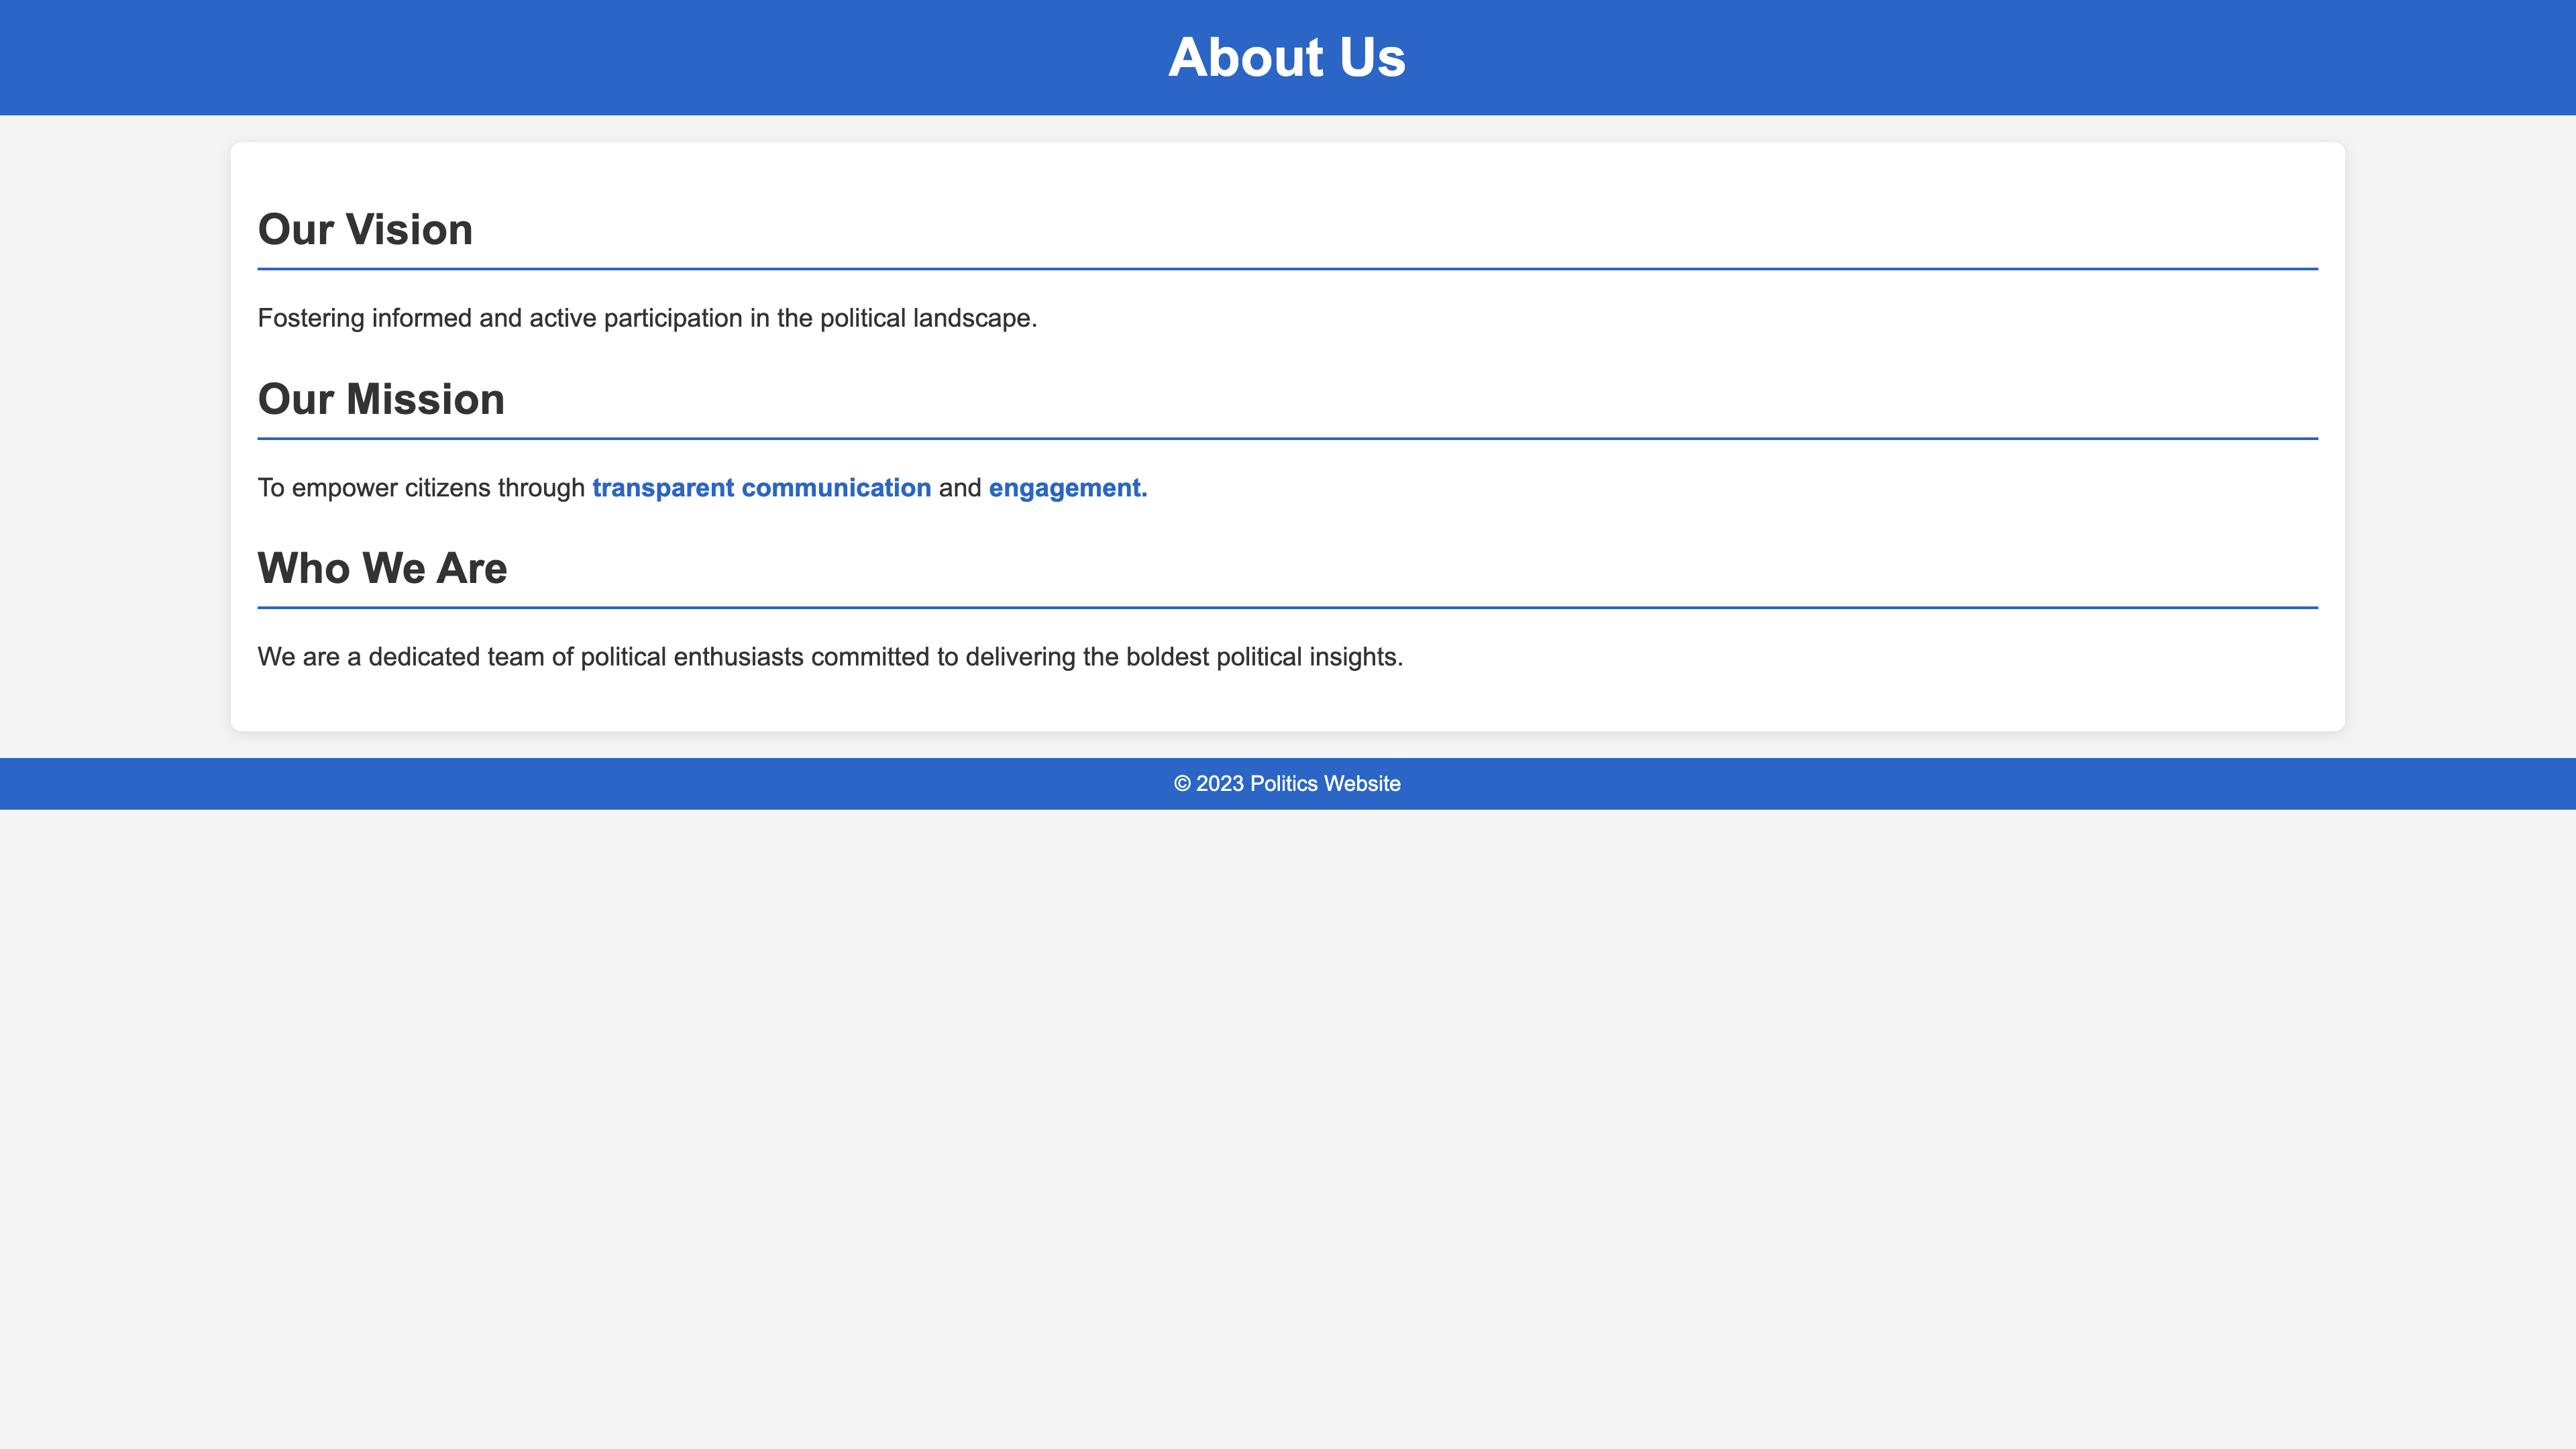 About Us
Our Vision
Fostering informed and active participation in the political landscape.
Our Mission
To empower citizens through transparent communication and engagement.
Who We Are
We are a dedicated team of political enthusiasts committed to delivering the boldest political insights.
© 2023 Politics Website